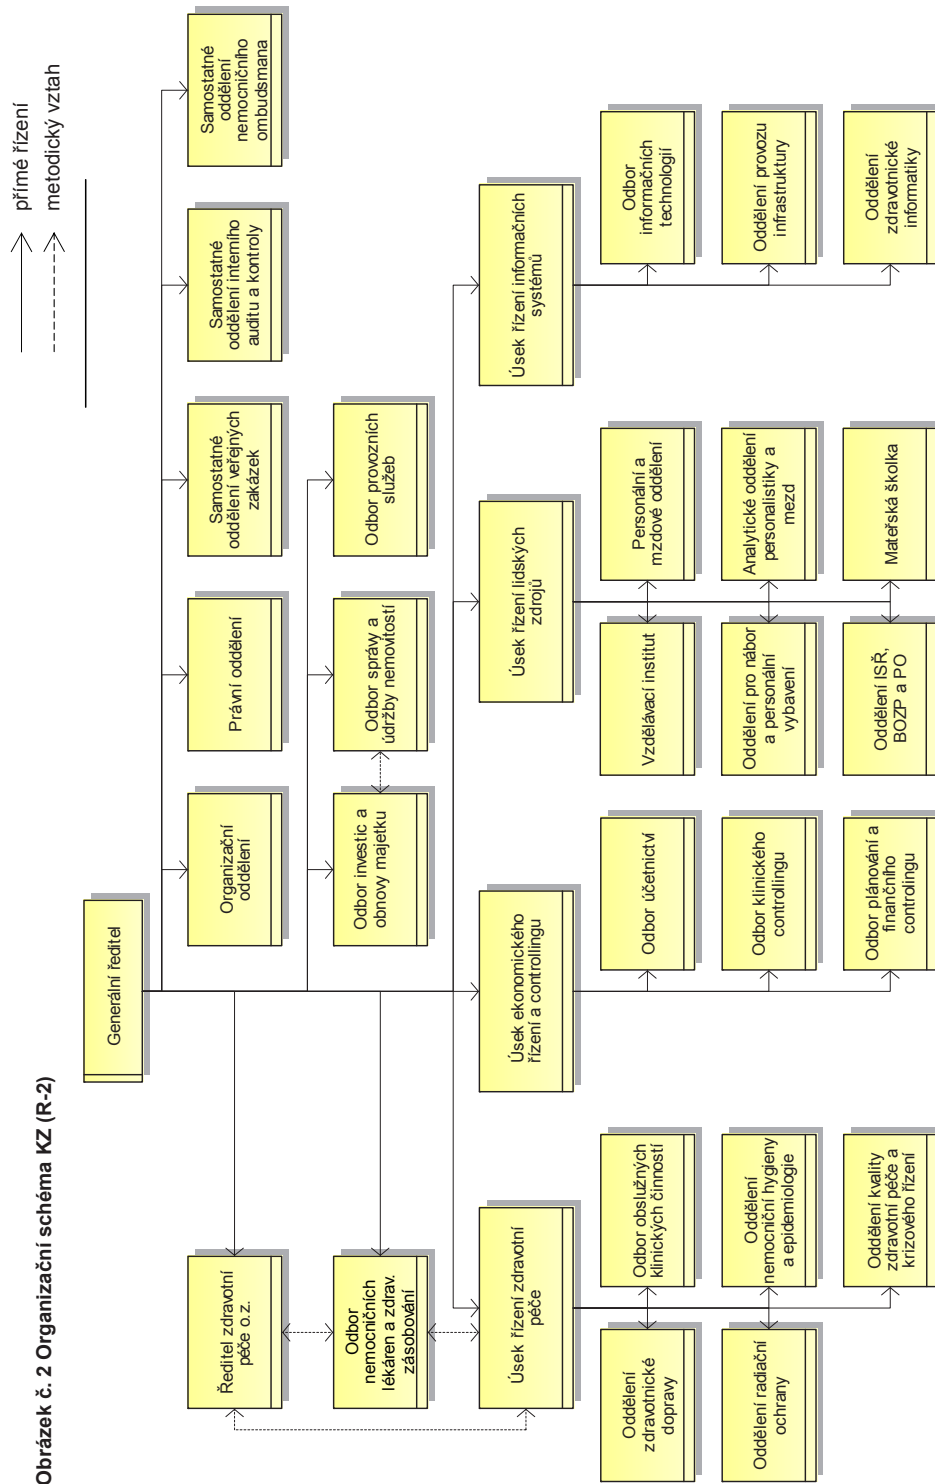 Obrázek č. 2 Organizační schéma KZ (R-2)
přímé řízení
metodický vztah
Generální ředitel
Ředitel zdravotní
péče o.z.
Organizační
oddělení
Právní oddělení
Samostatné
oddělení veřejných
zakázek
Samostatné
oddělení interního
auditu a kontroly
Samostatné
oddělení
nemocničního
ombudsmana
Odbor
nemocničních
lékáren a zdrav.
zásobování
Odbor investic a
obnovy majetku
Odbor správy a
údržby nemovitostí
Odbor provozních
služeb
Úsek řízení zdravotní
péče
Úsek ekonomického
řízení a controllingu
Úsek řízení lidských
zdrojů
Úsek řízení informačních
systémů
Oddělení
zdravotnické
dopravy
Odbor obslužných
klinických činností
Odbor účetnictví
Vzdělávací institut
Personální a
mzdové oddělení
Odbor
informačních
technologií
Oddělení radiační
ochrany
Oddělení
nemocniční hygieny
a epidemiologie
Odbor klinického
controllingu
Oddělení pro nábor
a personální
vybavení
Analytické oddělení
personalistiky a
mezd
Oddělení provozu
infrastruktury
Oddělení kvality
zdravotní péče a
krizového řízení
Odbor plánování a
finančního
controlingu
Oddělení ISŘ,
BOZP a PO
Mateřská školka
Oddělení
zdravotnické
informatiky